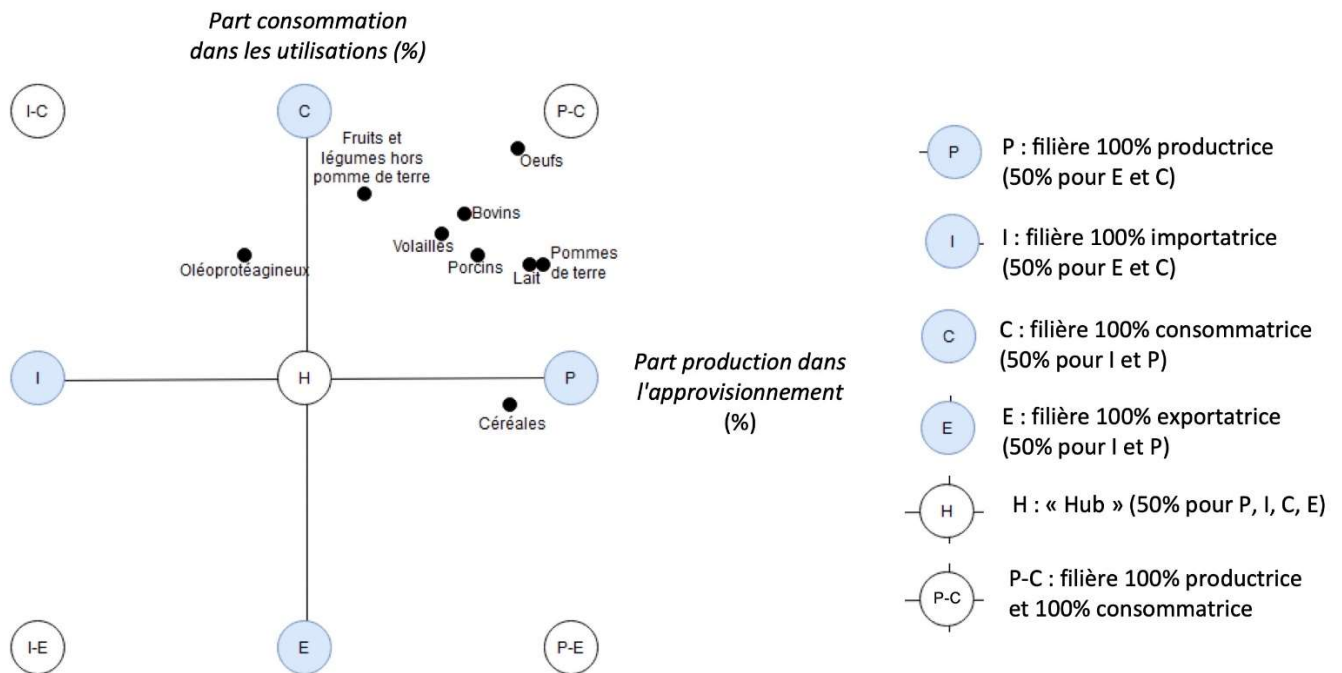 Part consommation
dans les utilisations (%)
I-C
C
P-C
Fruits et
légumes hors
pomme de terre
Oeufs
Bovins
Volailles
Porcins
Lait
Pommes
de terre
Oléoprotéagineux
I
H
P
Part production dans
l'approvisionnement
(%)
Céréales
I-E
E
P-E
P
P : filière 100% productrice
(50% pour E et C)
I
I : filière 100% importatrice
(50% pour E et C)
C
C : filière 100% consommatrice
(50% pour I et P)
E
E : filière 100% exportatrice
(50% pour I et P)
H
H : « Hub » (50% pour P, I, C, E)
P-C
P-C : filière 100% productrice
et 100% consommatrice